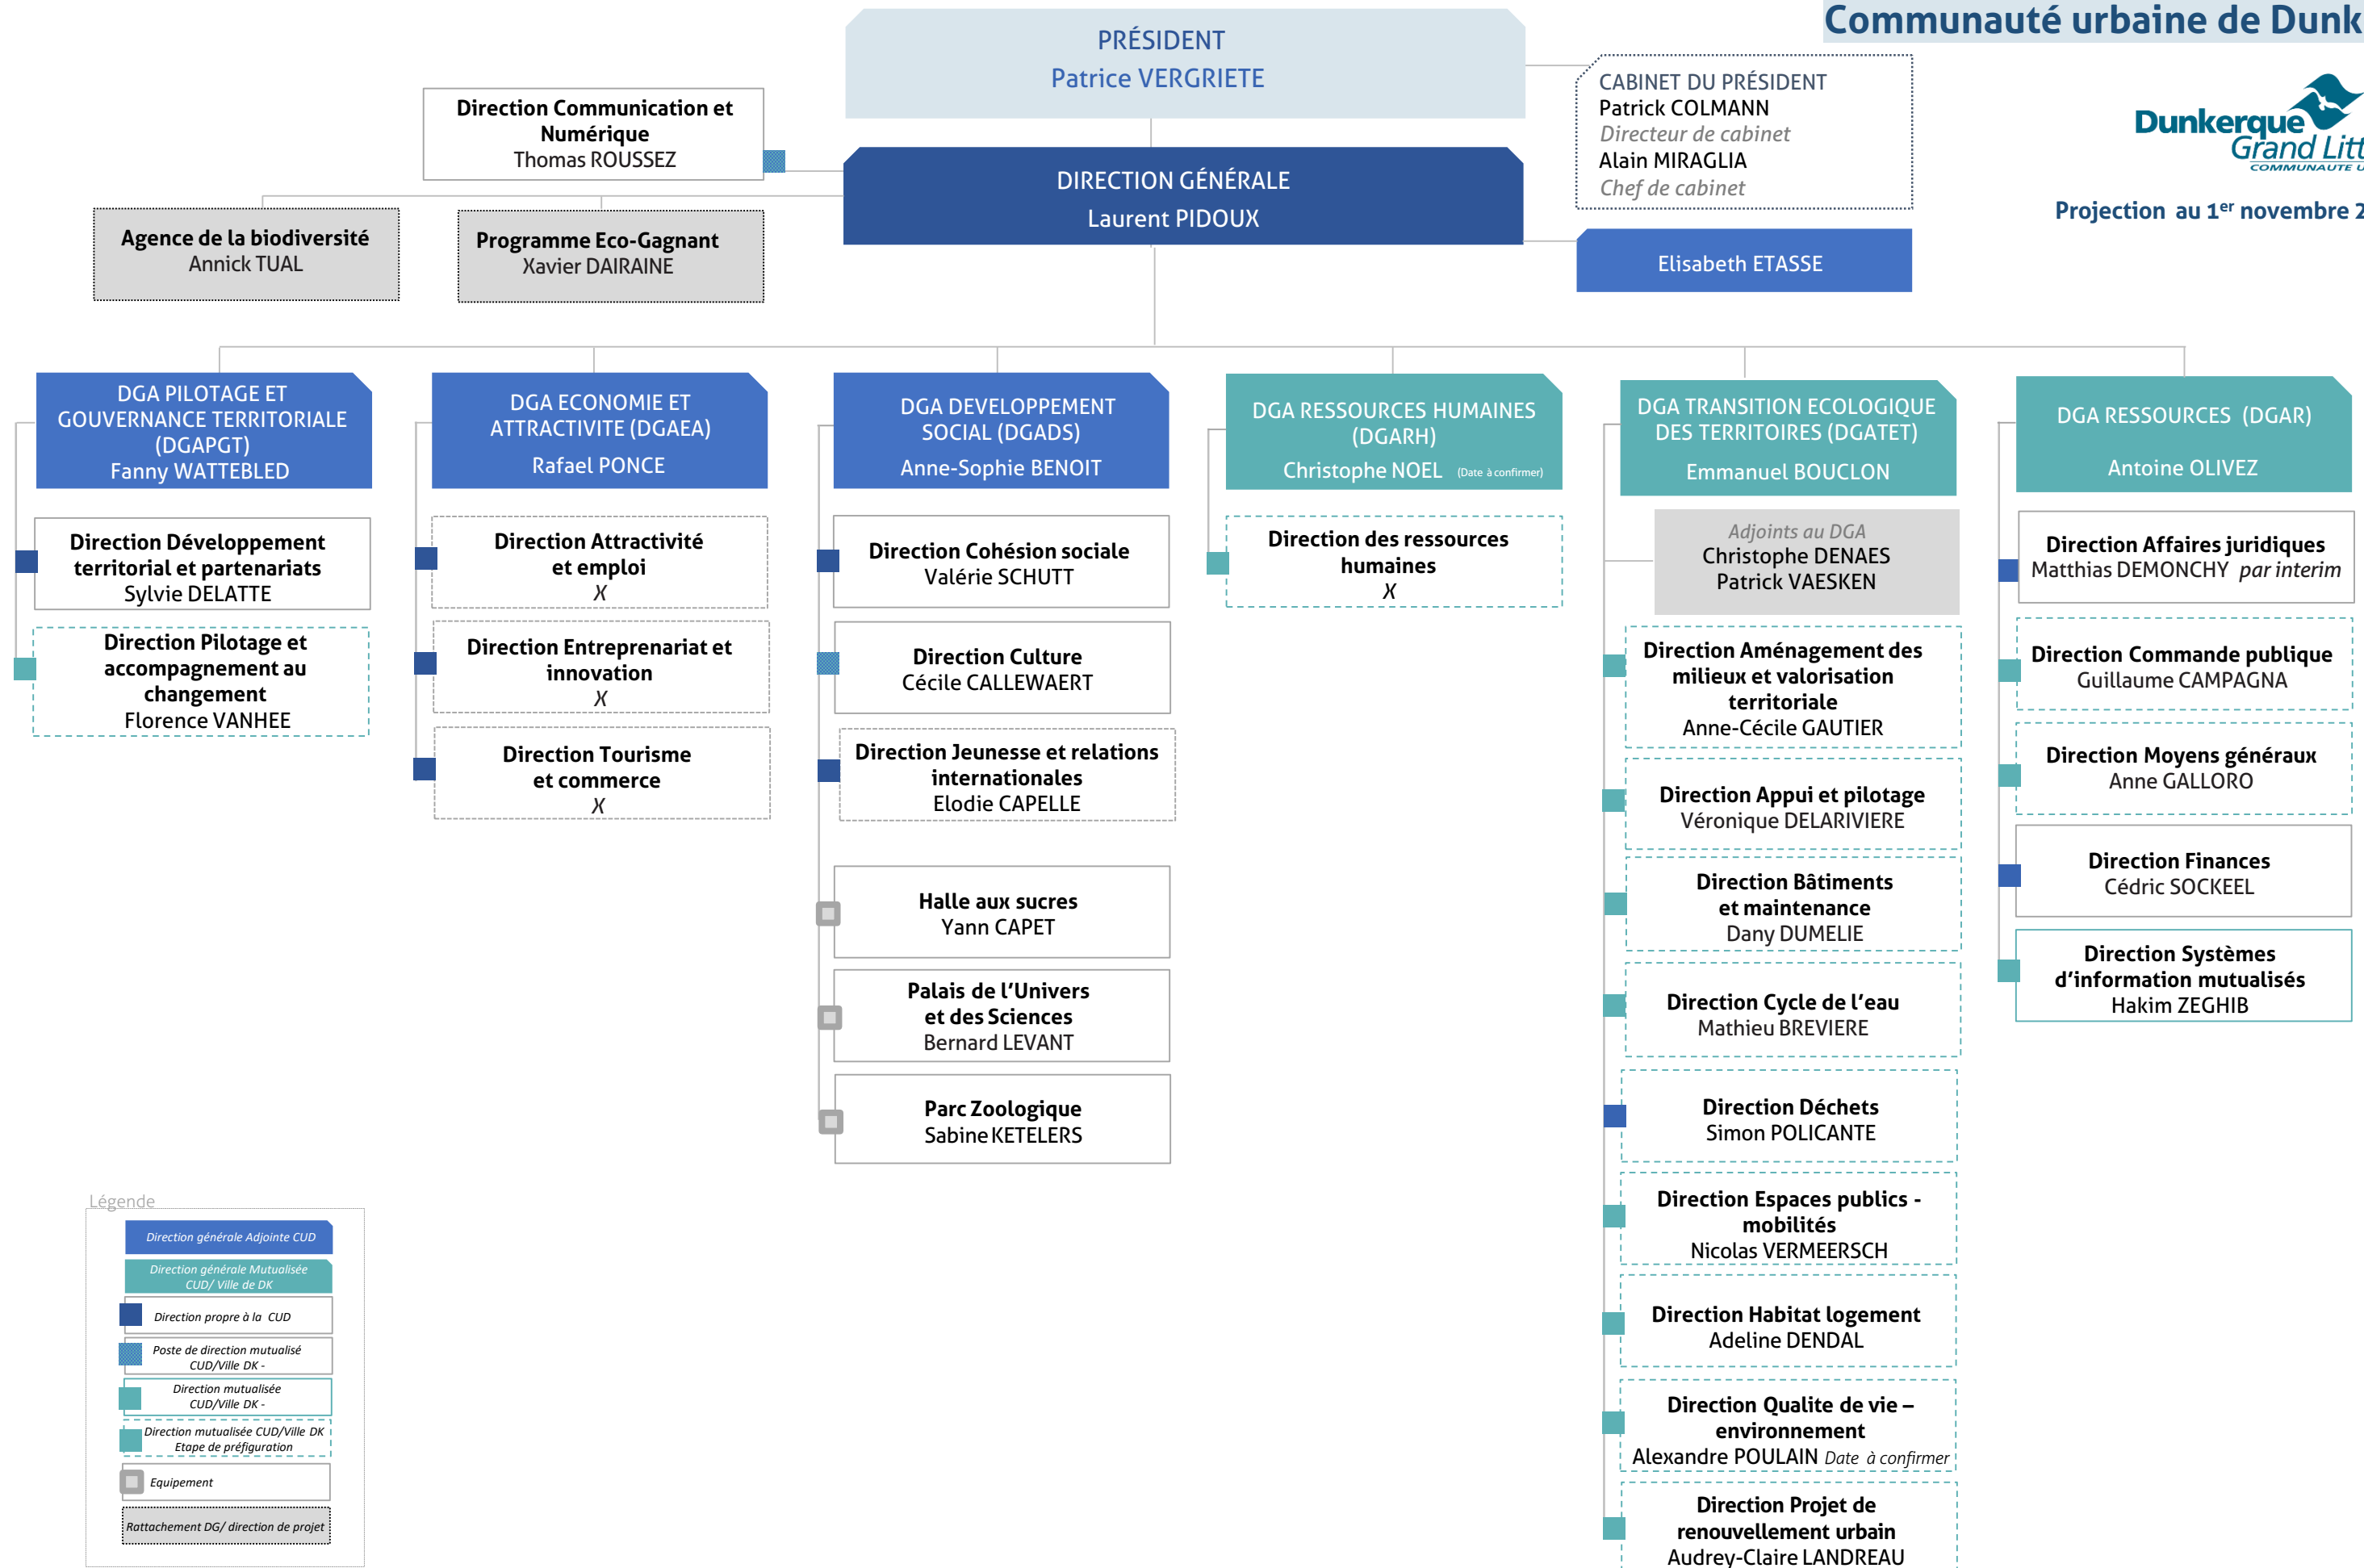 Communauté urbaine de Dunk
PRÉSIDENT
Patrice VERGRIETE
CABINET DU PRÉSIDENT
Patrick COLMANN
Directeur de cabinet
Alain MIRAGLIA
Chef de cabinet
Dunkerque
Grand Litt
COMMUNAUTE U
Projection au 1er novembre 2
Direction Communication et
Numérique
Thomas ROUSSEZ
DIRECTION GÉNÉRALE
Laurent PIDOUX
Agence de la biodiversité
Annick TUAL
Programme Eco-Gagnant
Xavier DAIRAINE
Elisabeth ETASSE
DGA PILOTAGE ET
GOUVERNANCE TERRITORIALE
(DGAPGT)
Fanny WATTEBLED
Direction Développement
territorial et partenariats
Sylvie DELATTE
Direction Pilotage et
accompagnement au
changement
Florence VANHEE
DGA ECONOMIE ET
ATTRACTIVITE (DGAEA)
Rafael PONCE
Direction Attractivité
et emploi
X
Direction Entreprenariat et
innovation
X
Direction Tourisme
et commerce
X
DGA DEVELOPPEMENT
SOCIAL (DGADS)
Anne-Sophie BENOIT
Direction Cohésion sociale
Valérie SCHUTT
Direction Culture
Cécile CALLEWAERT
Direction Jeunesse et relations
internationales
Elodie CAPELLE
Halle aux sucres
Yann CAPET
Palais de l’Univers
et des Sciences
Bernard LEVANT
Parc Zoologique
Sabine KETELERS
DGA RESSOURCES HUMAINES
(DGARH)
Christophe NOEL (Date à confirmer)
Direction des ressources
humaines
X
DGA TRANSITION ECOLOGIQUE
DES TERRITOIRES (DGATET)
Emmanuel BOUCLON
Adjoints au DGA
Christophe DENAES
Patrick VAESKEN
Direction Aménagement des
milieux et valorisation
territoriale
Anne-Cécile GAUTIER
Direction Appui et pilotage
Véronique DELARIVIERE
Direction Bâtiments
et maintenance
Dany DUMELIE
Direction Cycle de l’eau
Mathieu BREVIERE
Direction Déchets
Simon POLICANTE
Direction Espaces publics -
mobilités
Nicolas VERMEERSCH
Direction Habitat logement
Adeline DENDAL
Direction Qualite de vie –
environnement
Alexandre POULAIN Date à confirmer
Direction Projet de
renouvellement urbain
Audrey-Claire LANDREAU
DGA RESSOURCES (DGAR)
Antoine OLIVEZ
Direction Affaires juridiques
Matthias DEMONCHY par interim
Direction Commande publique
Guillaume CAMPAGNA
Direction Moyens généraux
Anne GALLORO
Direction Finances
Cédric SOCKEEL
Direction Systèmes
d’information mutualisés
Hakim ZEGHIB
Légende
Direction générale Adjointe CUD
Direction générale Mutualisée
CUD/ Ville de DK
Direction propre à la CUD
Poste de direction mutualisé
CUD/Ville DK -
Direction mutualisée
CUD/Ville DK -
Direction mutualisée CUD/Ville DK
Etape de préfiguration
Equipement
Rattachement DG/ direction de projet